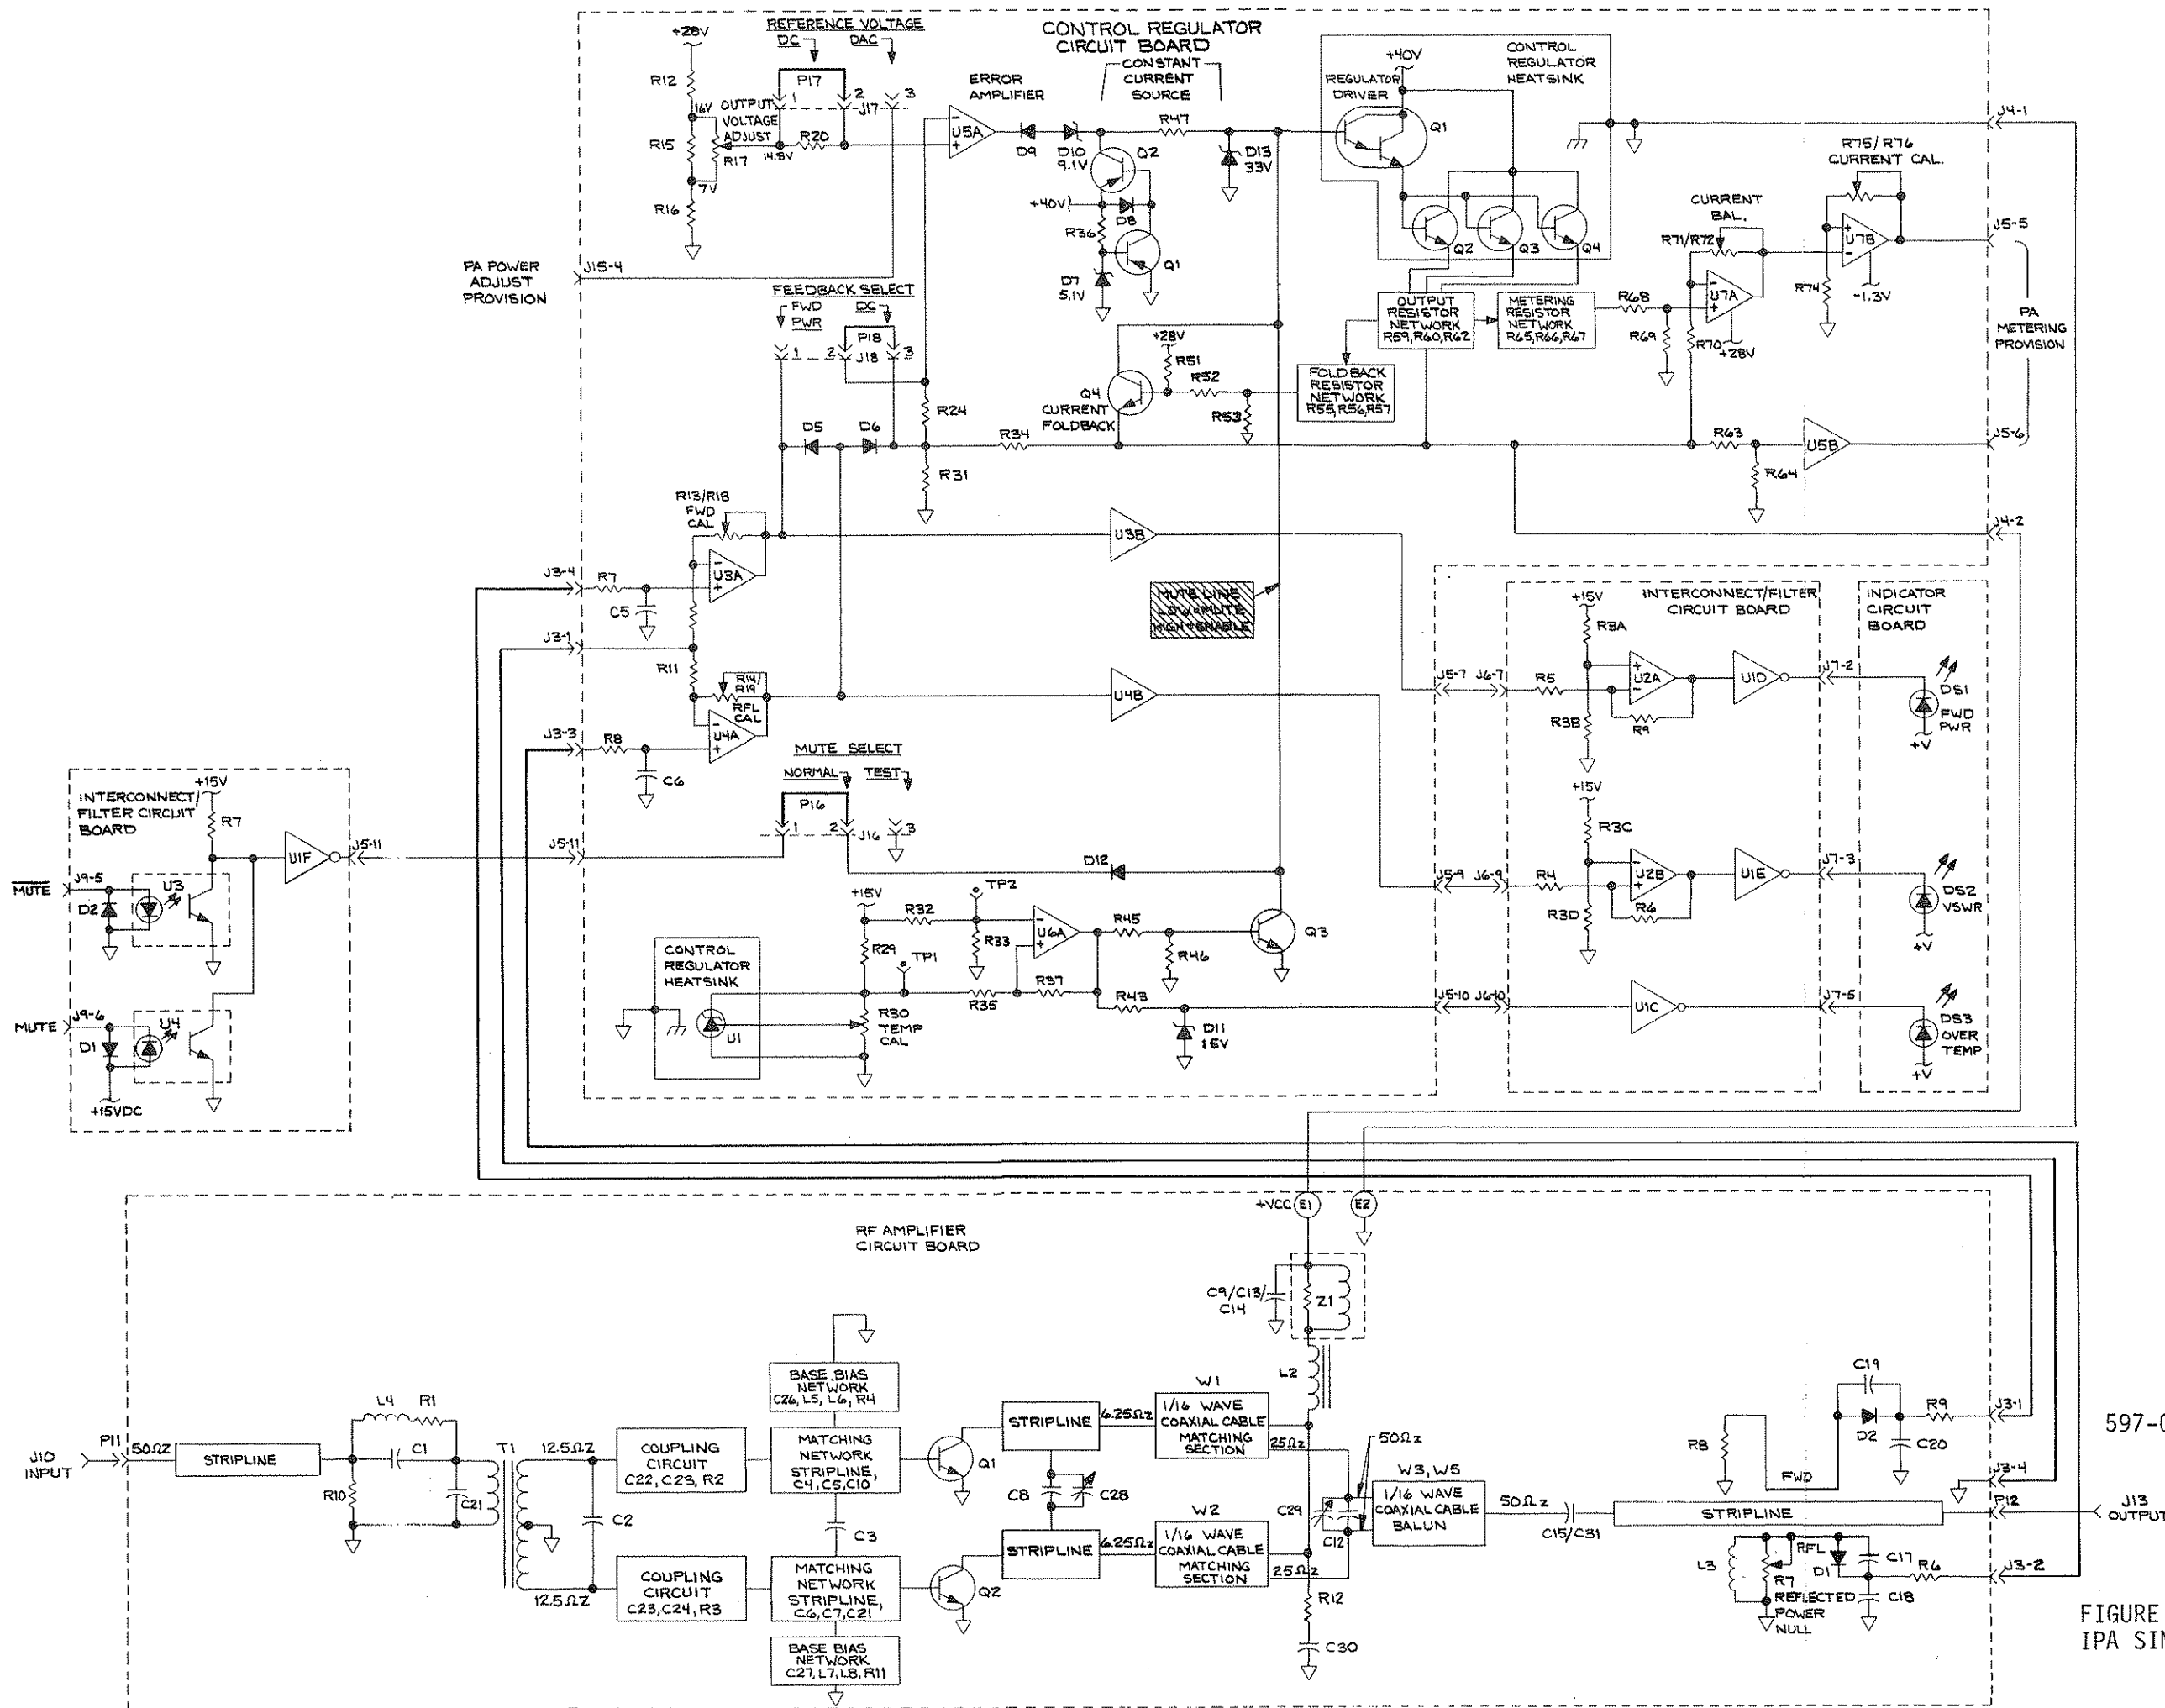 REFERENCE VOLTAGE
DC
DAC
+28V
R12
16V
OUTPUT
VOLTAGE
ADJUST
R15
R17
14.8V
7V
R16
P17
1
2
3
J17
R20
CONTROL REGULATOR
CIRCUIT BOARD
CONSTANT
CURRENT
SOURCE
ERROR
AMPLIFIER
U5A
-
+
D9
D10
9.1V
R47
Q2
D13
33V
+40V
D8
R36
Q1
D7
5.1V
+40V
REGULATOR
DRIVER
CONTROL
REGULATOR
HEATSINK
Q1
Q2
Q3
Q4
J4-1
R75/R76
CURRENT CAL.
CURRENT
BAL.
R71/R72
U7B
+
-
J5-5
U7A
-
+
-1.3V
R74
+28V
R68
R69
R70
PA
METERING
PROVISION
OUTPUT
RESISTOR
NETWORK
R59,R60,R62
METERING
RESISTOR
NETWORK
R65,R66,R67
FOLDBACK
RESISTOR
NETWORK
R55,R56,R57
PA POWER
ADJUST
PROVISION
J15-4
FEEDBACK SELECT
FWD
PWR
DC
1
2
3
P18
J18
+28V
R51
R52
R53
Q4
CURRENT
FOLDBACK
R24
D5
D6
R34
R31
R63
R64
U5B
J5-6
J4-2
R13/R18
FWD
CAL
U3A
-
+
U3B
J3-4
R7
C5
J3-1
R11
R14/
R19
RFL
CAL
U4A
-
+
U4B
J3-3
R8
C6
MUTE LINE
LOW=MUTE
HIGH=ENABLE
MUTE SELECT
NORMAL
TEST
P16
1
2
3
J16
J5-11
D12
INTERCONNECT/FILTER
CIRCUIT BOARD
+15V
R3A
R3B
J5-7
J6-7
R5
U2A
+
-
R9
U1D
J7-2
INDICATOR
CIRCUIT
BOARD
DS1
FWD
PWR
+V
+15V
R3C
R3D
J5-9
J6-9
R4
U2B
-
+
R6
U1E
J7-3
DS2
VSWR
+V
J5-10
J6-10
U1C
J7-5
DS3
OVER
TEMP
+V
INTERCONNECT/
FILTER CIRCUIT
BOARD
+15V
R7
U1F
J5-11
MUTE
J9-5
D2
U3
MUTE
J9-6
D1
U4
+15VDC
CONTROL
REGULATOR
HEATSINK
U1
+15V
R29
R32
TP2
TP1
R33
U6A
-
+
R45
R46
Q3
R35
R37
R43
R30
TEMP
CAL
D11
15V
RF AMPLIFIER
CIRCUIT BOARD
+VCC
E1
E2
C9/C13/
C14
Z1
L2
J10
INPUT
P11
50ΩZ
STRIPLINE
L4
R1
C1
R10
C21
T1
12.5ΩZ
12.5ΩZ
C2
COUPLING
CIRCUIT
C22, C23, R2
COUPLING
CIRCUIT
C23, C24, R3
BASE BIAS
NETWORK
C26, L5, L6, R4
MATCHING
NETWORK
STRIPLINE,
C4, C5, C10
C3
MATCHING
NETWORK
STRIPLINE,
C6, C7, C21
BASE BIAS
NETWORK
C27, L7, L8, R11
Q1
Q2
STRIPLINE
STRIPLINE
C8
C28
6.25Ωz
6.25Ωz
W1
1/16 WAVE
COAXIAL CABLE
MATCHING
SECTION
W2
1/16 WAVE
COAXIAL CABLE
MATCHING
SECTION
25Ωz
25Ωz
R12
C30
C29
C12
50Ωz
W3, W5
1/16 WAVE
COAXIAL CABLE
BALUN
50Ωz
C15/C31
STRIPLINE
R8
FWD
C19
D2
R9
C20
J3-1
J3-4
P12
J13
OUTPUT
L3
R7
RFL
D1
C17
R6
C18
J3-2
REFLECTED
POWER
NULL
597-0
FIGURE
IPA SIM